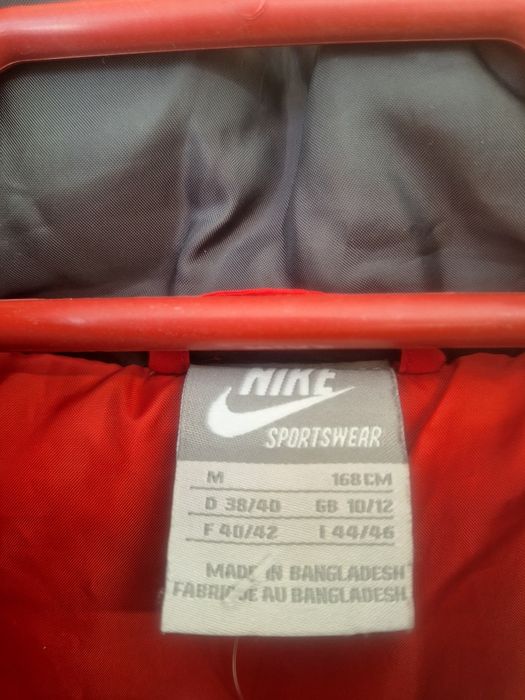 NIKE
SPORTSWEAR
M 168CM
D 38/40 GB 10/12
F 40/42 I 44/46
MADE IN BANGLADESH
FABRIQUE AU BANGLADESH